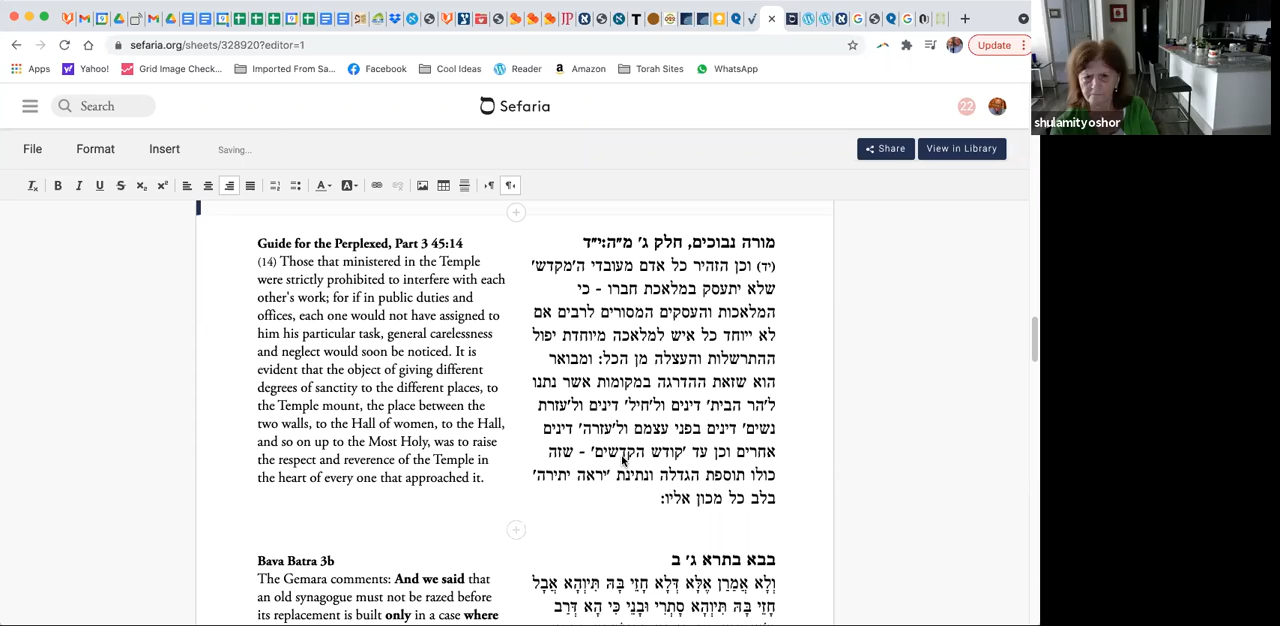 sefaria.org/sheets/328920?editor=1
Update
Apps
Yahoo!
Grid Image Check...
Imported From Sa...
Facebook
Cool Ideas
Reader
Amazon
Torah Sites
WhatsApp
shulamityoshor
Search
Sefaria
22
File
Format
Insert
Saving...
Share
View in Library
Guide for the Perplexed, Part 3 45:14
(14) Those that ministered in the Temple
were strictly prohibited to interfere with each
other's work; for if in public duties and
offices, each one would not have assigned to
him his particular task, general carelessness
and neglect would soon be noticed. It is
evident that the object of giving different
degrees of sanctity to the different places, to
the Temple mount, the place between the
two walls, to the Hall of women, to the Hall,
and so on up to the Most Holy, was to raise
the respect and reverence of the Temple in
the heart of every one that approached it.
מורה נבוכים, חלק ג׳ מ״ה:י״ד
(יד) וכן הזהיר כל אדם מעובדי ה׳מקדש׳
שלא יתעסק במלאכת חברו - כי
המלאכות והעסקים המסורים לרבים אם
לא ייוחד כל איש למלאכה מיוחדת יפול
ההתרשלות והעצלה מן הכל: ומבואר
הוא שזאת ההדרגה במקומות אשר נתנו
ל׳הר הבית׳ דינים ול׳חיל׳ דינים ול׳עזרת
נשים׳ דינים בפני עצמם ול׳עזרה׳ דינים
אחרים וכן עד ׳קודש הקדשים׳ - שזה
כולו תוספת הגדלה ונתינת ׳יראה יתירה׳
בלב כל מכון אליו:
Bava Batra 3b
The Gemara comments: And we said that
an old synagogue must not be razed before
its replacement is built only in a case where
בבא בתרא ג׳ ב
וְלָא אֲמַרַן אֶלָּא דְּלָא חֲזֵי בַּהּ תִּיוְהָא אֲבָל
חֲזֵי בַּהּ תִּיוְהָא סָתְרִי וּבָנֵי כִּי הָא דְּרַב